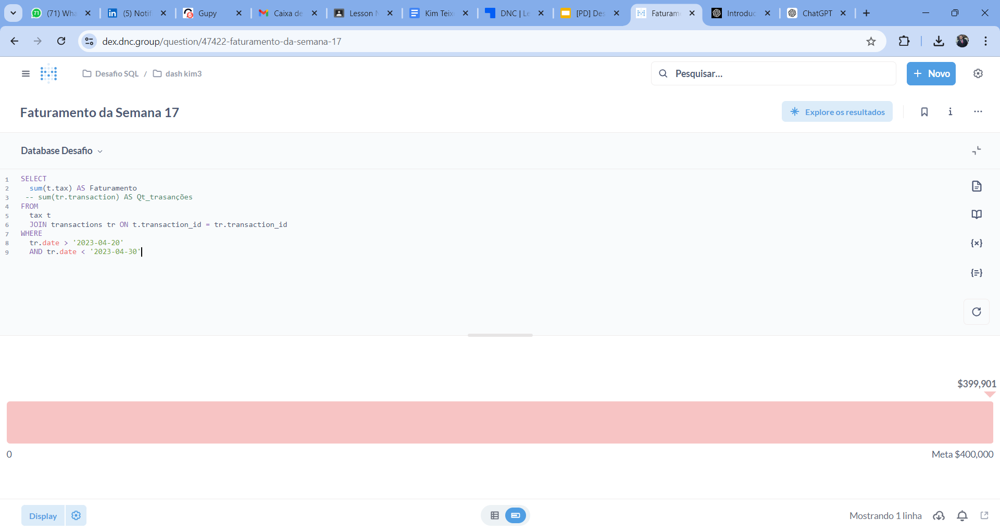 (71) Wha
(5) Notif
Gupy
Caixa de
Lesson N
Kim Teix
DNC | Le
[PD] Des
Faturam
Introduc
ChatGPT
dex.dnc.group/question/47422-faturamento-da-semana-17
Desafio SQL / dash kim3
Pesquisar...
+ Novo
Faturamento da Semana 17
Explore os resultados
Database Desafio
1 SELECT
2 sum(t.tax) AS Faturamento
3 -- sum(tr.transaction) AS Qt_trasanções
4 FROM
5 tax t
6 JOIN transactions tr ON t.transaction_id = tr.transaction_id
7 WHERE
8 tr.date > '2023-04-20'
9 AND tr.date < '2023-04-30'
$399,901
0
Meta $400,000
Display
Mostrando 1 linha